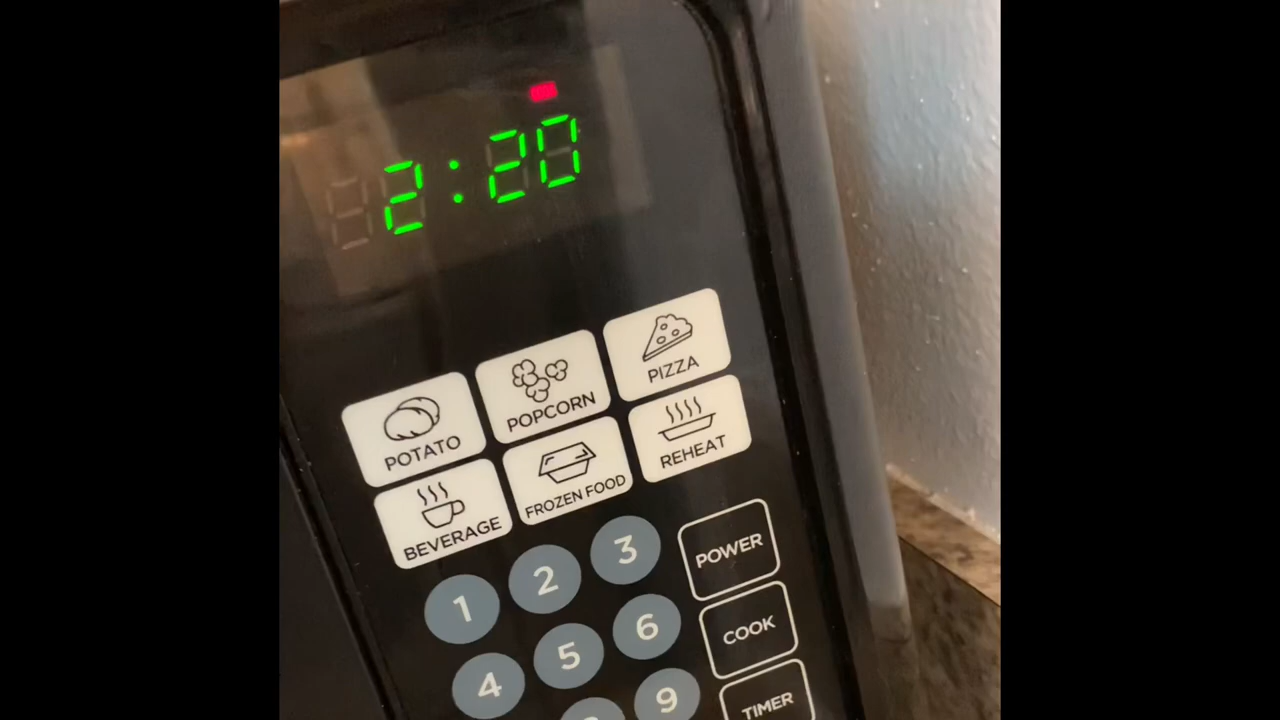 2:20
POTATO POPCORN PIZZA
BEVERAGE FROZEN FOOD REHEAT
1 2 3 POWER
4 5 6 COOK
9 TIMER